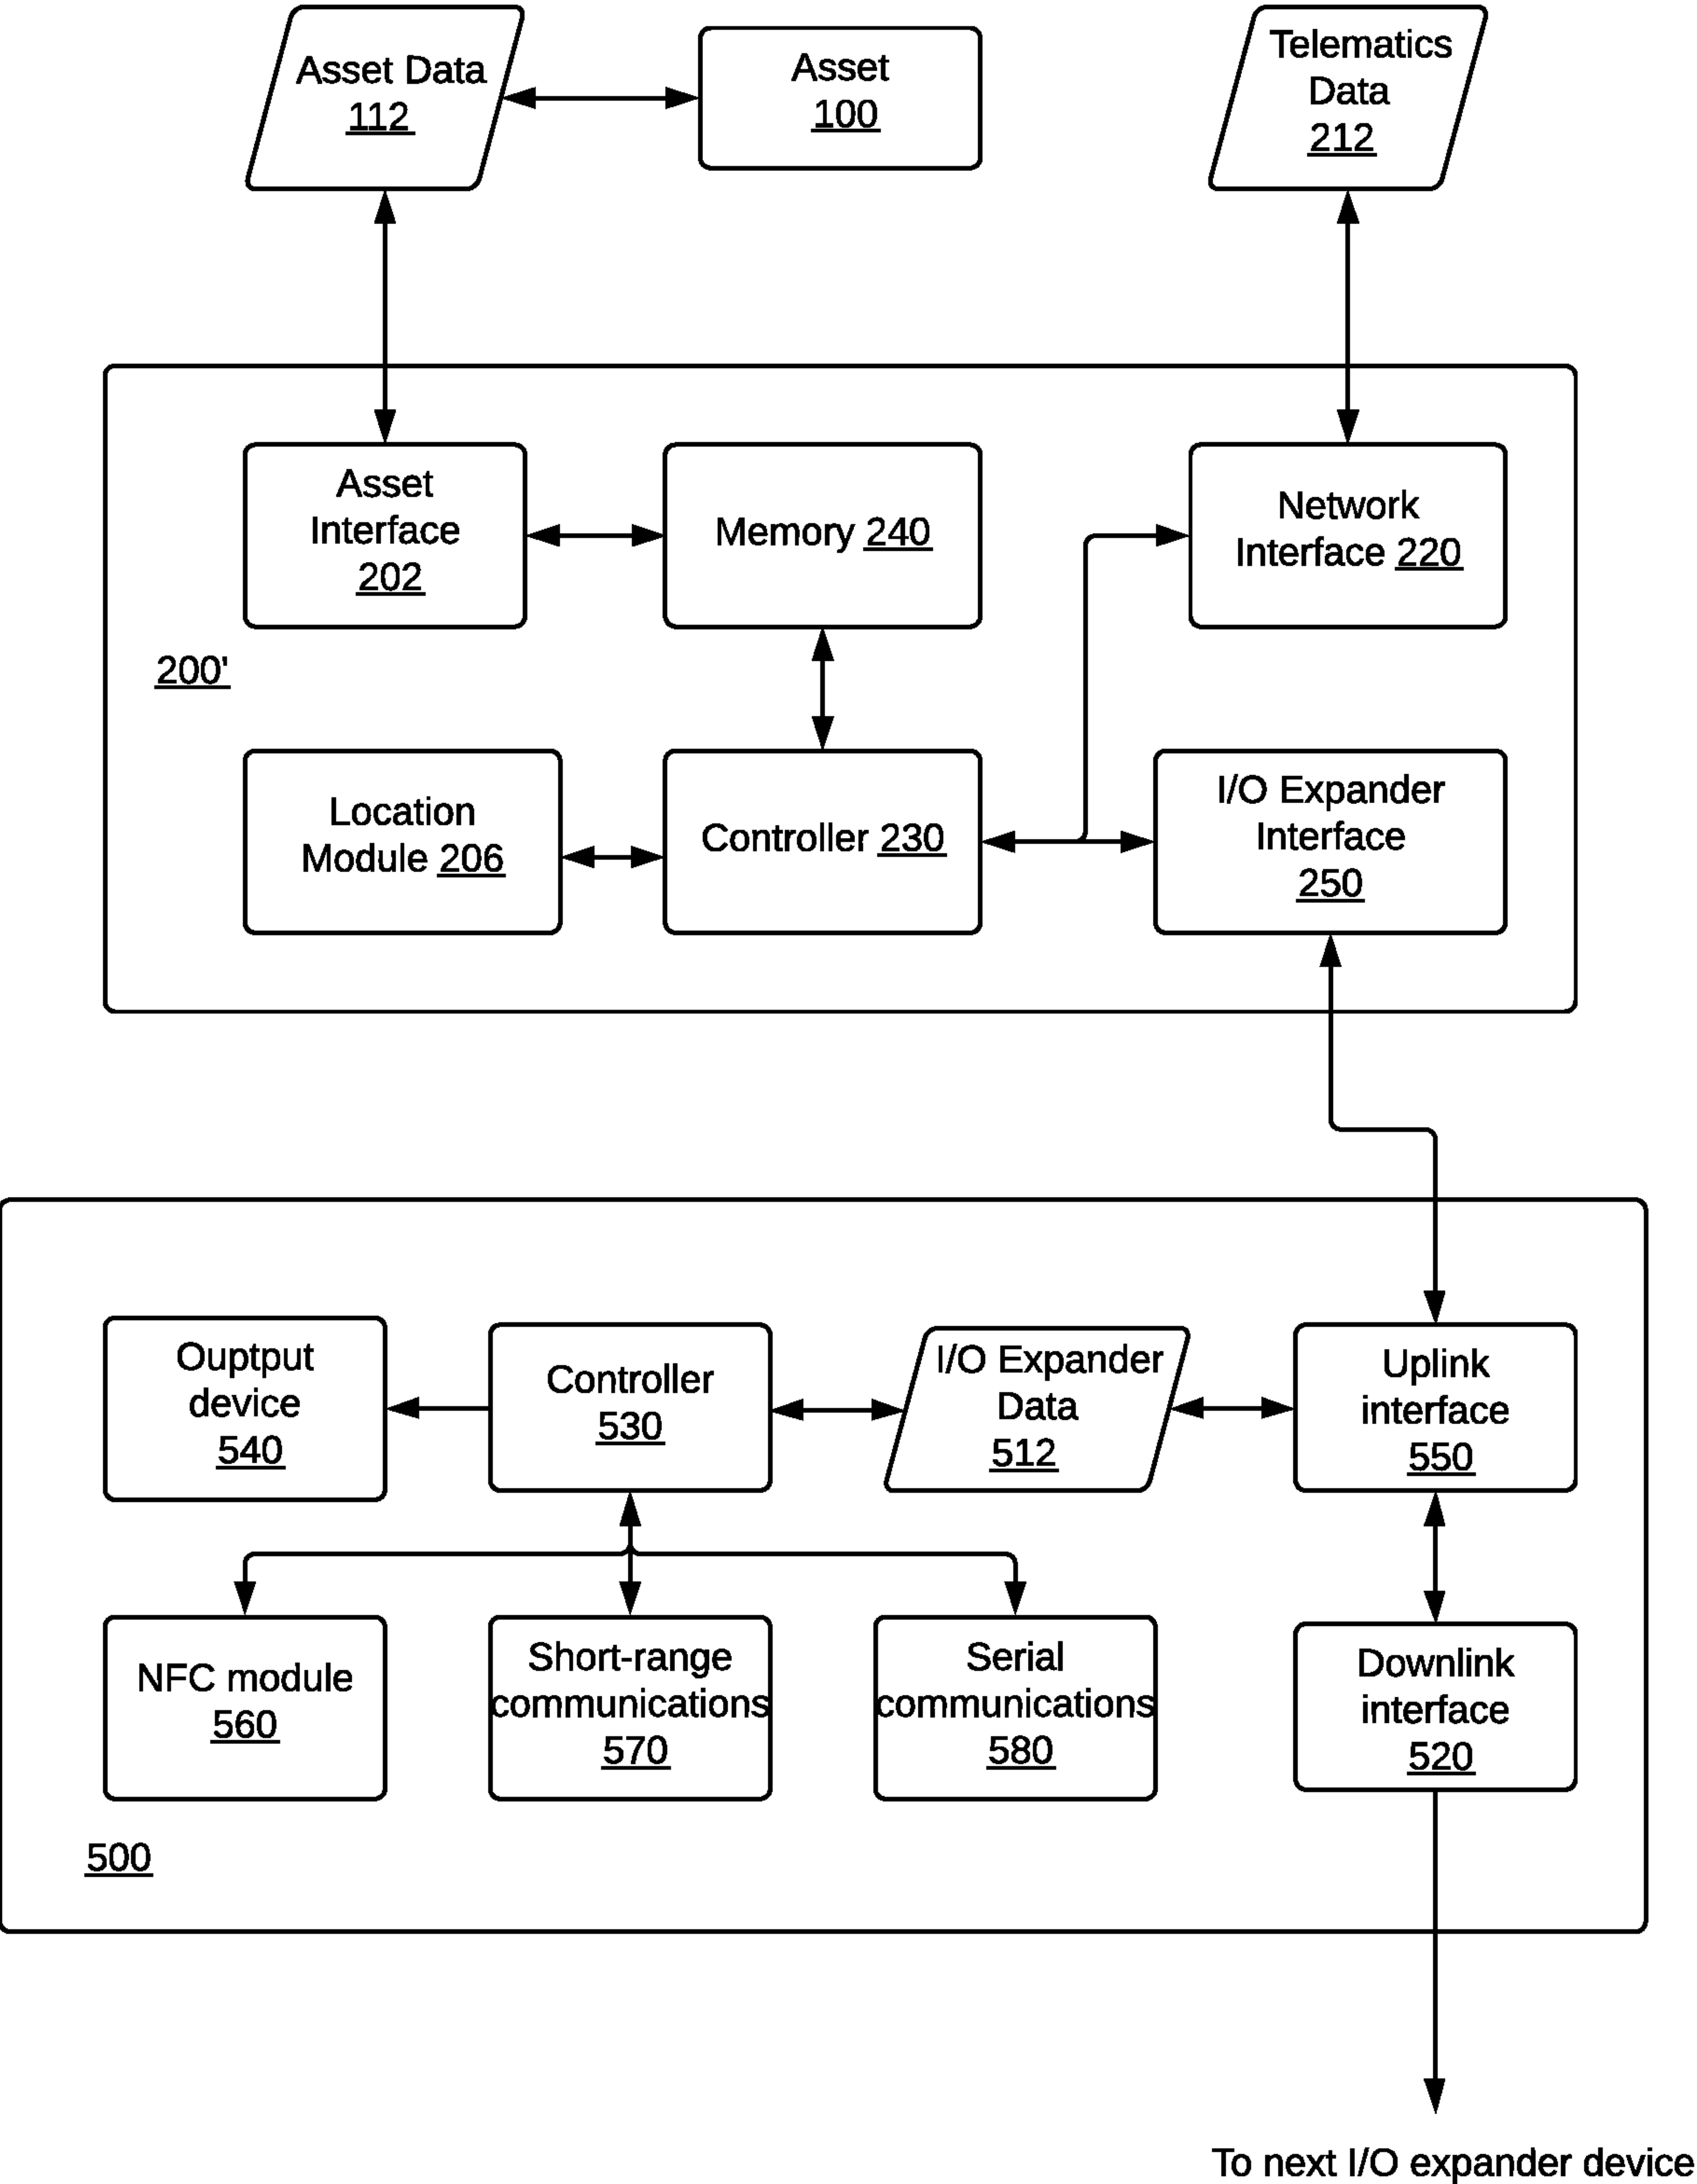 Asset Data
112
Asset
100
Telematics
Data
212
Asset
Interface
202
Memory 240
Network
Interface 220
200'
Location
Module 206
Controller 230
I/O Expander
Interface
250
Ouptput
device
540
Controller
530
I/O Expander
Data
512
Uplink
interface
550
NFC module
560
Short-range
communications
570
Serial
communications
580
Downlink
interface
520
500
To next I/O expander device